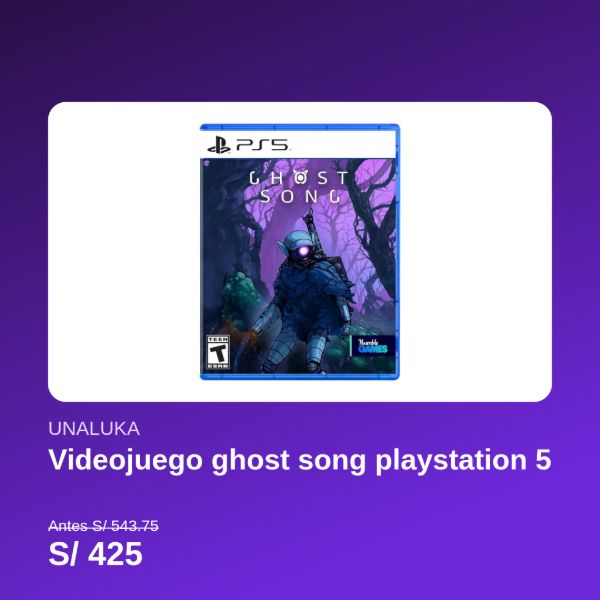 PS5
GHOST
SONG
TEEN
T
ESRB
Humble
GAMES
UNALUKA
Videojuego ghost song playstation 5
Antes S/ 543.75
S/ 425